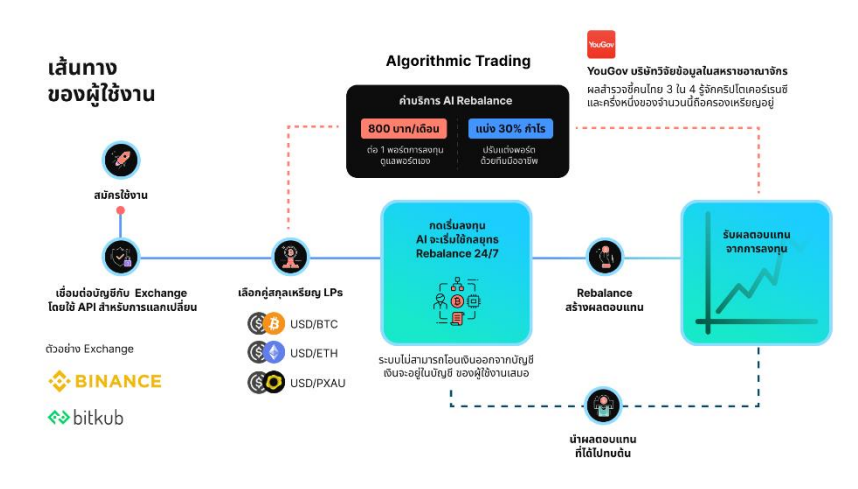 เส้นทาง
ของผู้ใช้งาน
Algorithmic Trading
ค่าบริการ AI Rebalance
800 บาท/เดือน
ต่อ 1 พอร์ตการลงทุน
ดูแลพอร์ตเอง
แบ่ง 30% กำไร
ปรับแต่งพอร์ต
ด้วยทีมมืออาชีพ
YouGov
YouGov บริษัทวิจัยข้อมูลในสหราชอาณาจักร
ผลสำรวจชี้คนไทย 3 ใน 4 รู้จักคริปโตเคอร์เรนซี
และครึ่งหนึ่งของจำนวนนี้ถือครองเหรียญอยู่
สมัครใช้งาน
เชื่อมต่อบัญชีกับ Exchange
โดยใช้ API สำหรับการแลกเปลี่ยน
ตัวอย่าง Exchange
BINANCE
bitkub
เลือกคู่สกุลเหรียญ LPs
USD/BTC
USD/ETH
USD/PXAU
กดเริ่มลงทุน
AI จะเริ่มใช้กลยุทธ
Rebalance 24/7
ระบบไม่สามารถโอนเงินออกจากบัญชี
เงินจะอยู่ในบัญชี ของผู้ใช้งานเสมอ
Rebalance
สร้างผลตอบแทน
รับผลตอบแทน
จากการลงทุน
นำผลตอบแทน
ที่ได้ไปทบต้น